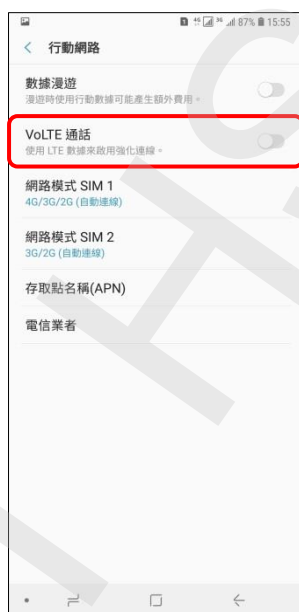 4G 3G 87% 15:55
行動網路
數據漫遊
漫遊時使用行動數據可能產生額外費用。
VoLTE 通話
使用 LTE 數據來啟用強化連線。
網路模式 SIM 1
4G/3G/2G (自動連線)
網路模式 SIM 2
3G/2G (自動連線)
存取點名稱(APN)
電信業者